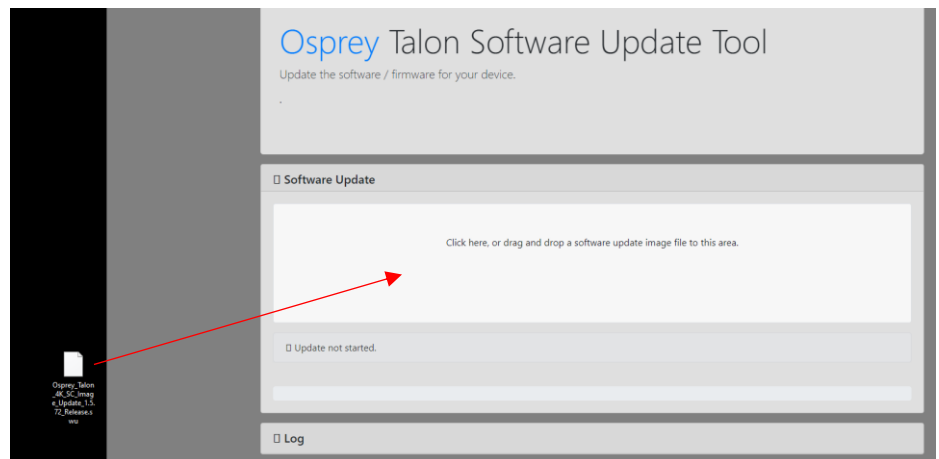 Osprey Talon Software Update Tool
Update the software / firmware for your device.
.
Software Update
Click here, or drag and drop a software update image file to this area.
Update not started.
Osprey_Talon
_4K_SC_Imag
e_Update_1.5.
72_Release.s
wu
Log